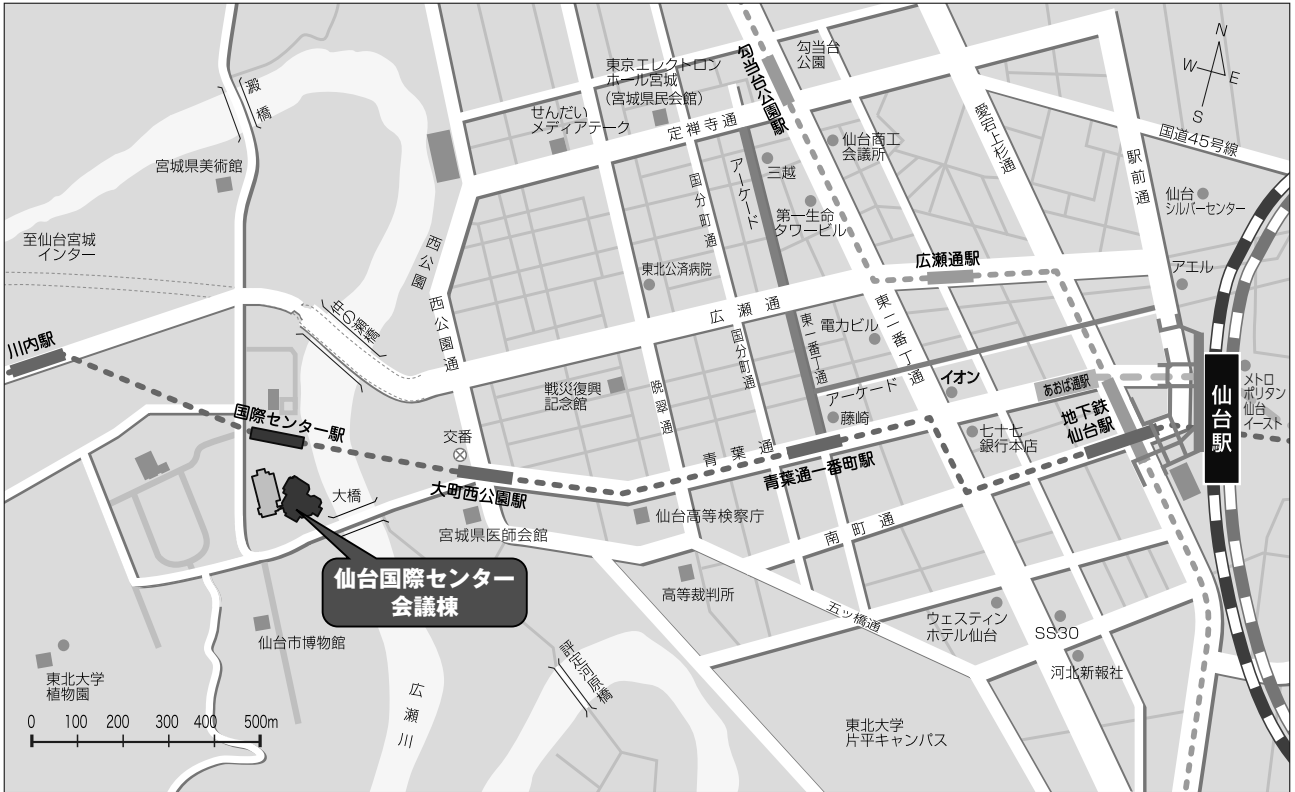 澱橋
宮城県美術館
至仙台宮城
インター
川内駅
仲の瀬橋
国際センター駅
大橋
仙台国際センター
会議棟
仙台市博物館
東北大学
植物園
0 100 200 300 400 500m
広瀬川
評定河原橋
西公園
西公園通
交番
大町西公園駅
宮城県医師会館
東京エレクトロン
ホール宮城
(宮城県民会館)
せんだい
メディアテーク
定禅寺通
勾当台公園駅
勾当台
公園
仙台商工
会議所
三越
アーケード
国分町通
第一生命
タワービル
東北公済病院
広瀬通
国分町通
東一番丁通
電力ビル
東二番丁通
広瀬通駅
愛宕上杉通
駅前通
国道45号線
N
W
E
S
仙台
シルバーセンター
アエル
戦災復興
記念館
晩翠通
アーケード
藤崎
イオン
あおば通駅
地下鉄
仙台駅
仙台駅
メトロ
ポリタン
仙台
イースト
七十七
銀行本店
青葉通
青葉通一番町駅
仙台高等検察庁
南町通
高等裁判所
五ッ橋通
ウェスティン
ホテル仙台
SS30
河北新報社
東北大学
片平キャンパス